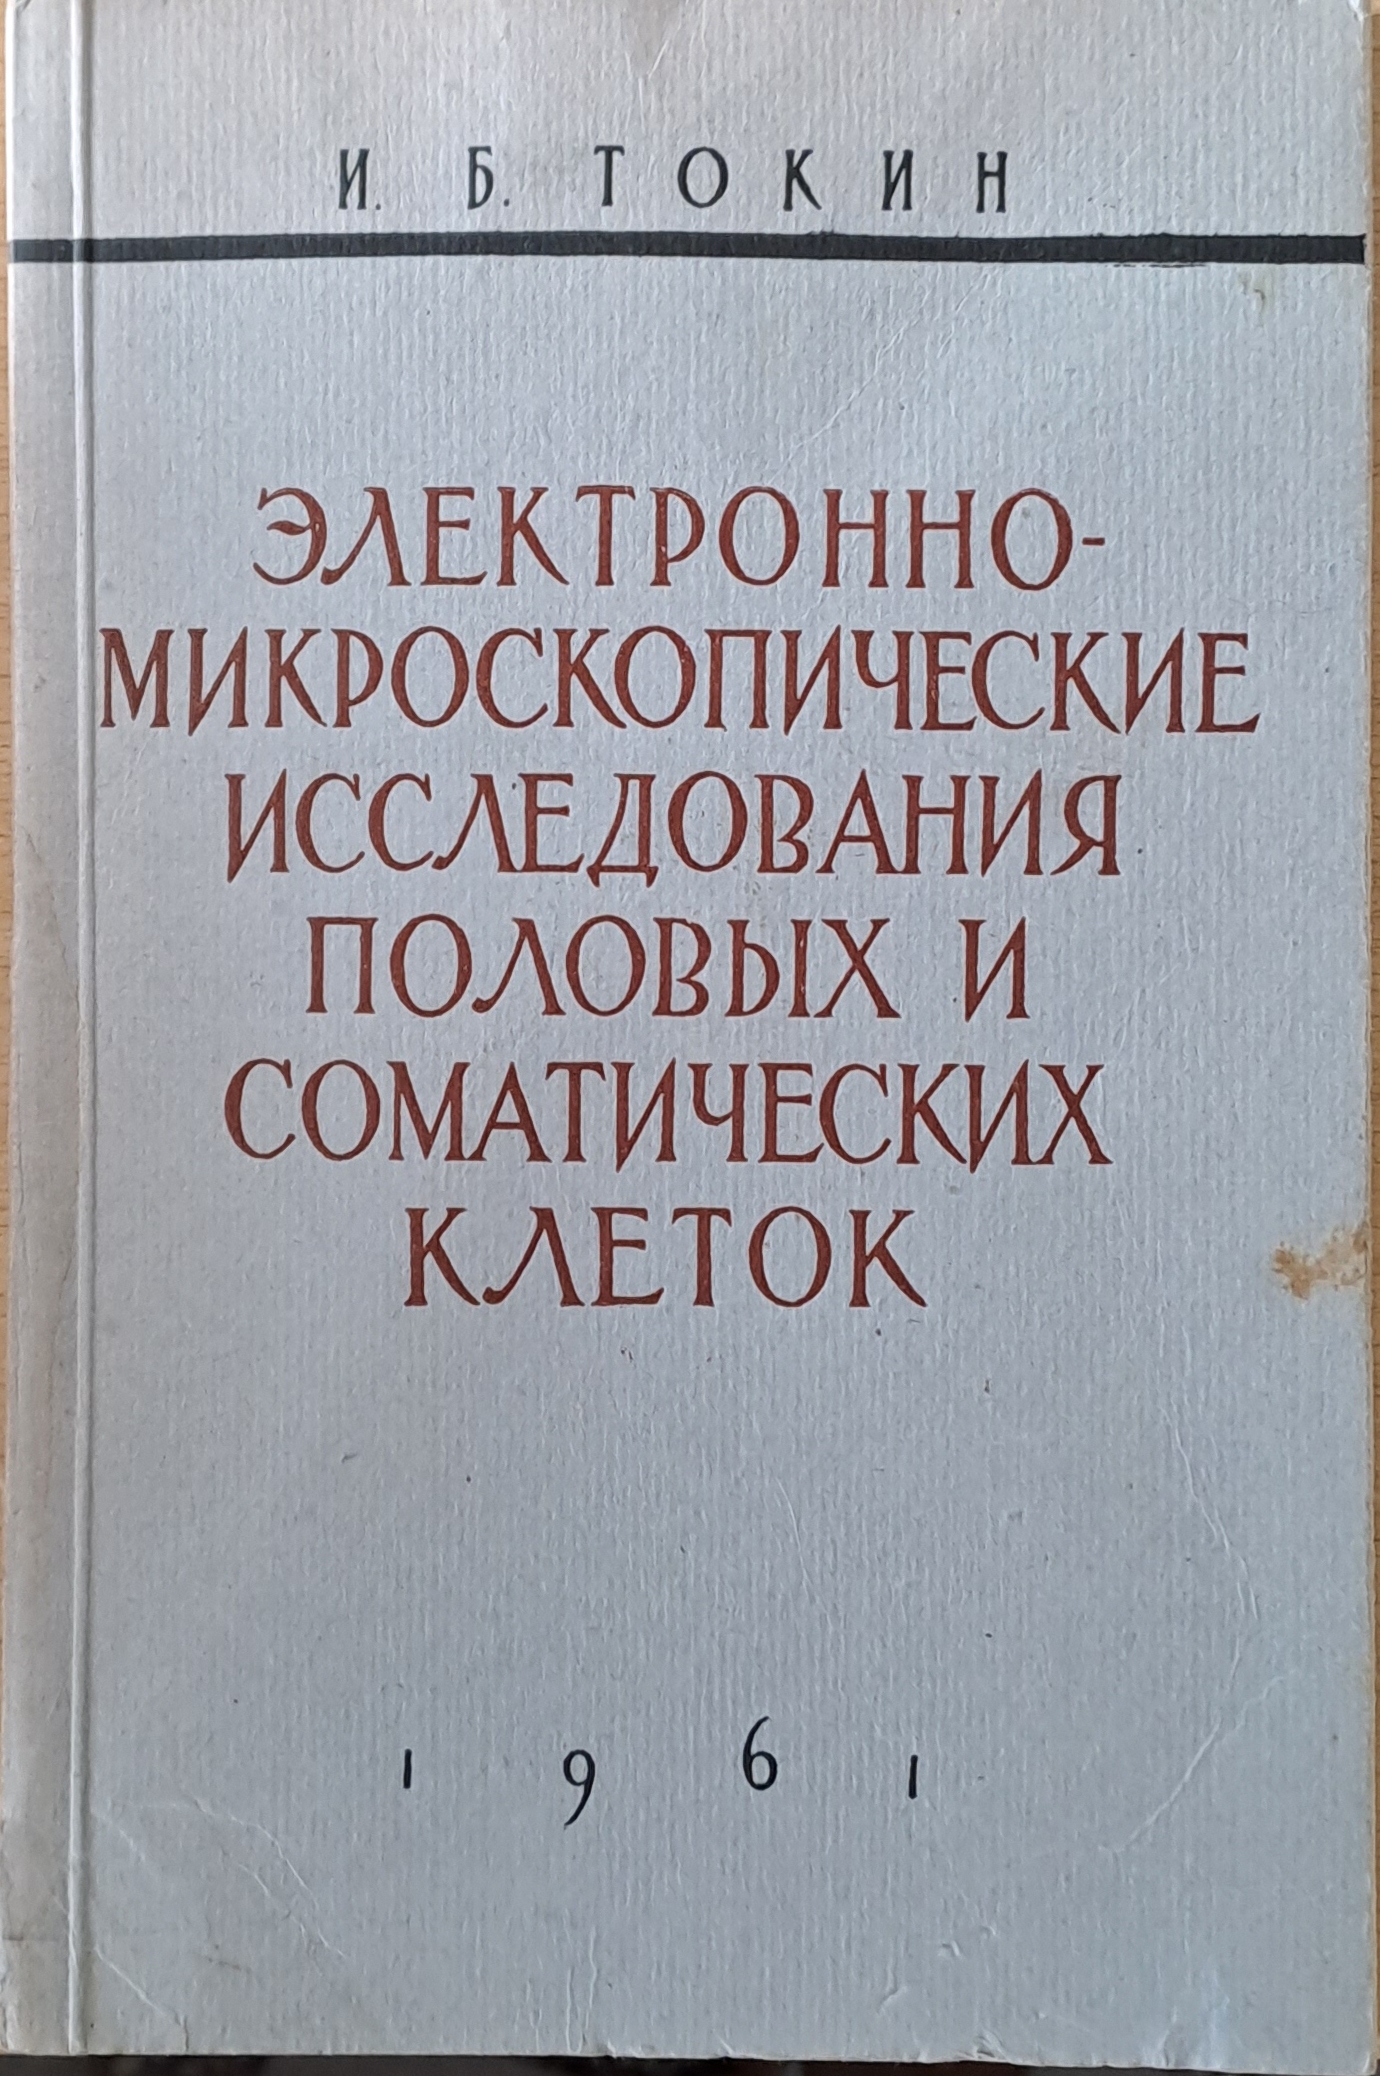 И. Б. ТОКИН
ЭЛЕКТРОННО-
МИКРОСКОПИЧЕСКИЕ
ИССЛЕДОВАНИЯ
ПОЛОВЫХ И
СОМАТИЧЕСКИХ
КЛЕТОК
1961